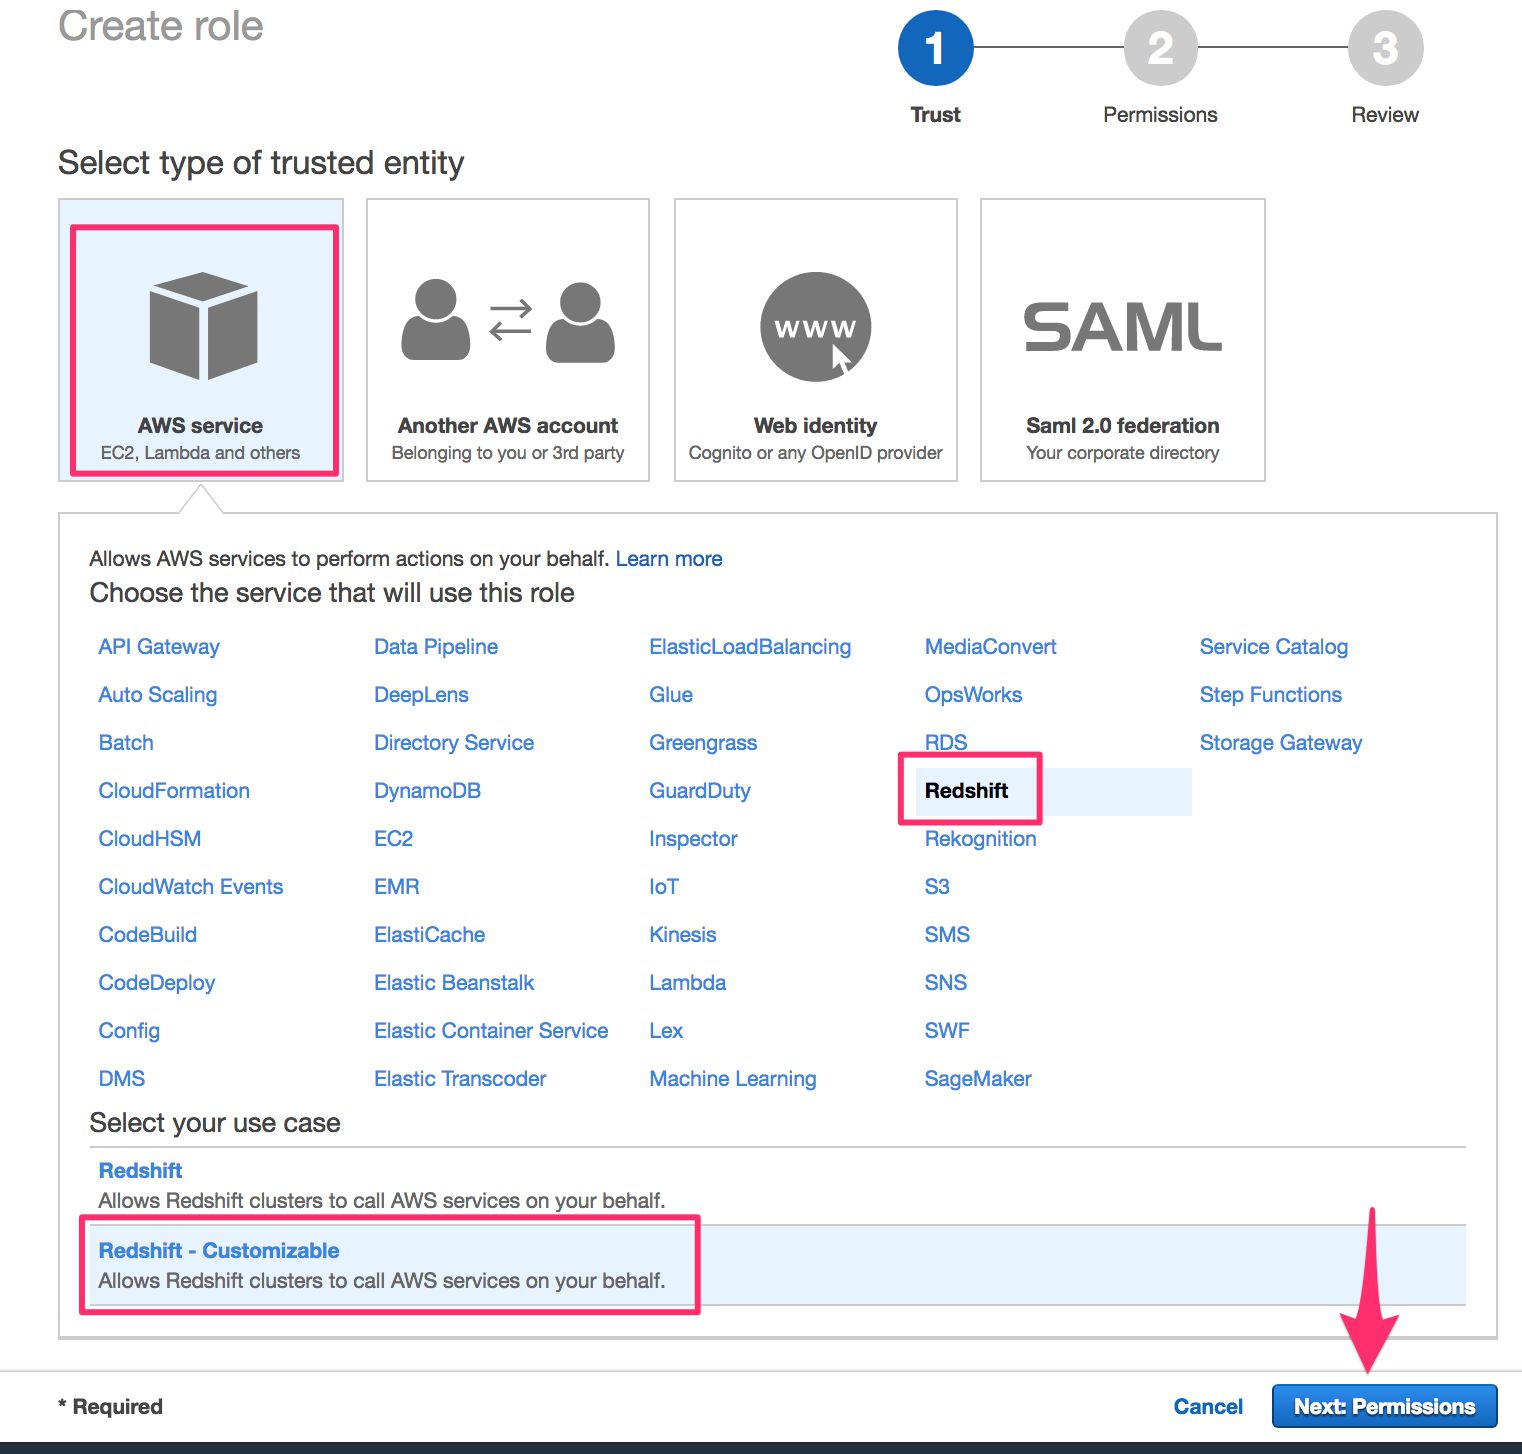 Create role
1 2 3
Trust Permissions Review
Select type of trusted entity
www
SAML
AWS service
EC2, Lambda and others
Another AWS account
Belonging to you or 3rd party
Web identity
Cognito or any OpenID provider
Saml 2.0 federation
Your corporate directory
Allows AWS services to perform actions on your behalf. Learn more
Choose the service that will use this role
API Gateway Data Pipeline ElasticLoadBalancing MediaConvert Service Catalog
Auto Scaling DeepLens Glue OpsWorks Step Functions
Batch Directory Service Greengrass RDS Storage Gateway
CloudFormation DynamoDB GuardDuty Redshift
CloudHSM EC2 Inspector Rekognition
CloudWatch Events EMR IoT S3
CodeBuild ElastiCache Kinesis SMS
CodeDeploy Elastic Beanstalk Lambda SNS
Config Elastic Container Service Lex SWF
DMS Elastic Transcoder Machine Learning SageMaker
Select your use case
Redshift
Allows Redshift clusters to call AWS services on your behalf.
Redshift - Customizable
Allows Redshift clusters to call AWS services on your behalf.
* Required Cancel Next: Permissions